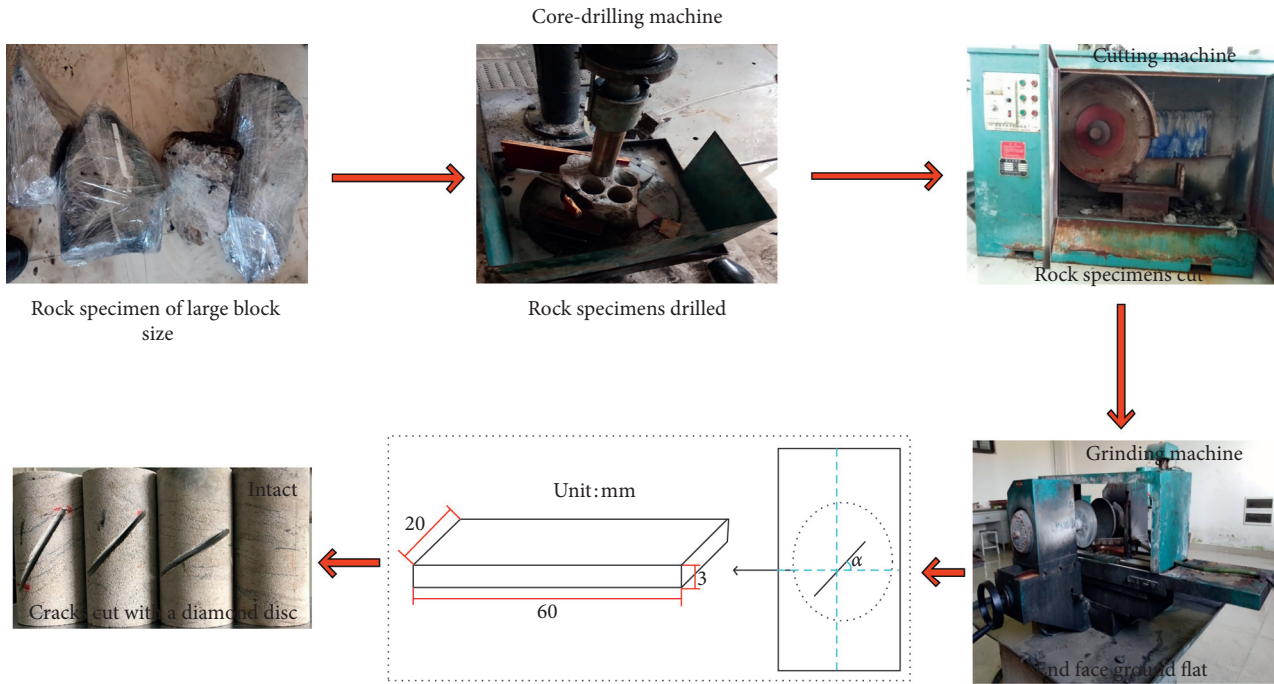 Core-drilling machine
Cutting machine
Rock specimen of large block
size
Rock specimens drilled
Rock specimens cut
Grinding machine
Intact
Unit:mm
20
3
60
α
Cracks cut with a diamond disc
End face ground flat